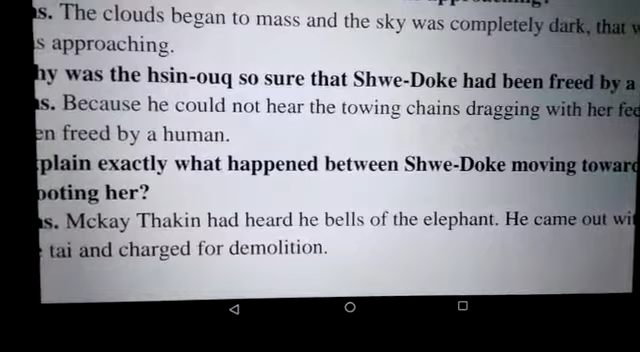 s. The clouds began to mass and the sky was completely dark, that
s approaching.
hy was the hsin-ouq so sure that Shwe-Doke had been freed by a
s. Because he could not hear the towing chains dragging with her fee
en freed by a human.
plain exactly what happened between Shwe-Doke moving toward
ooting her?
s. Mckay Thakin had heard he bells of the elephant. He came out wi
tai and charged for demolition.